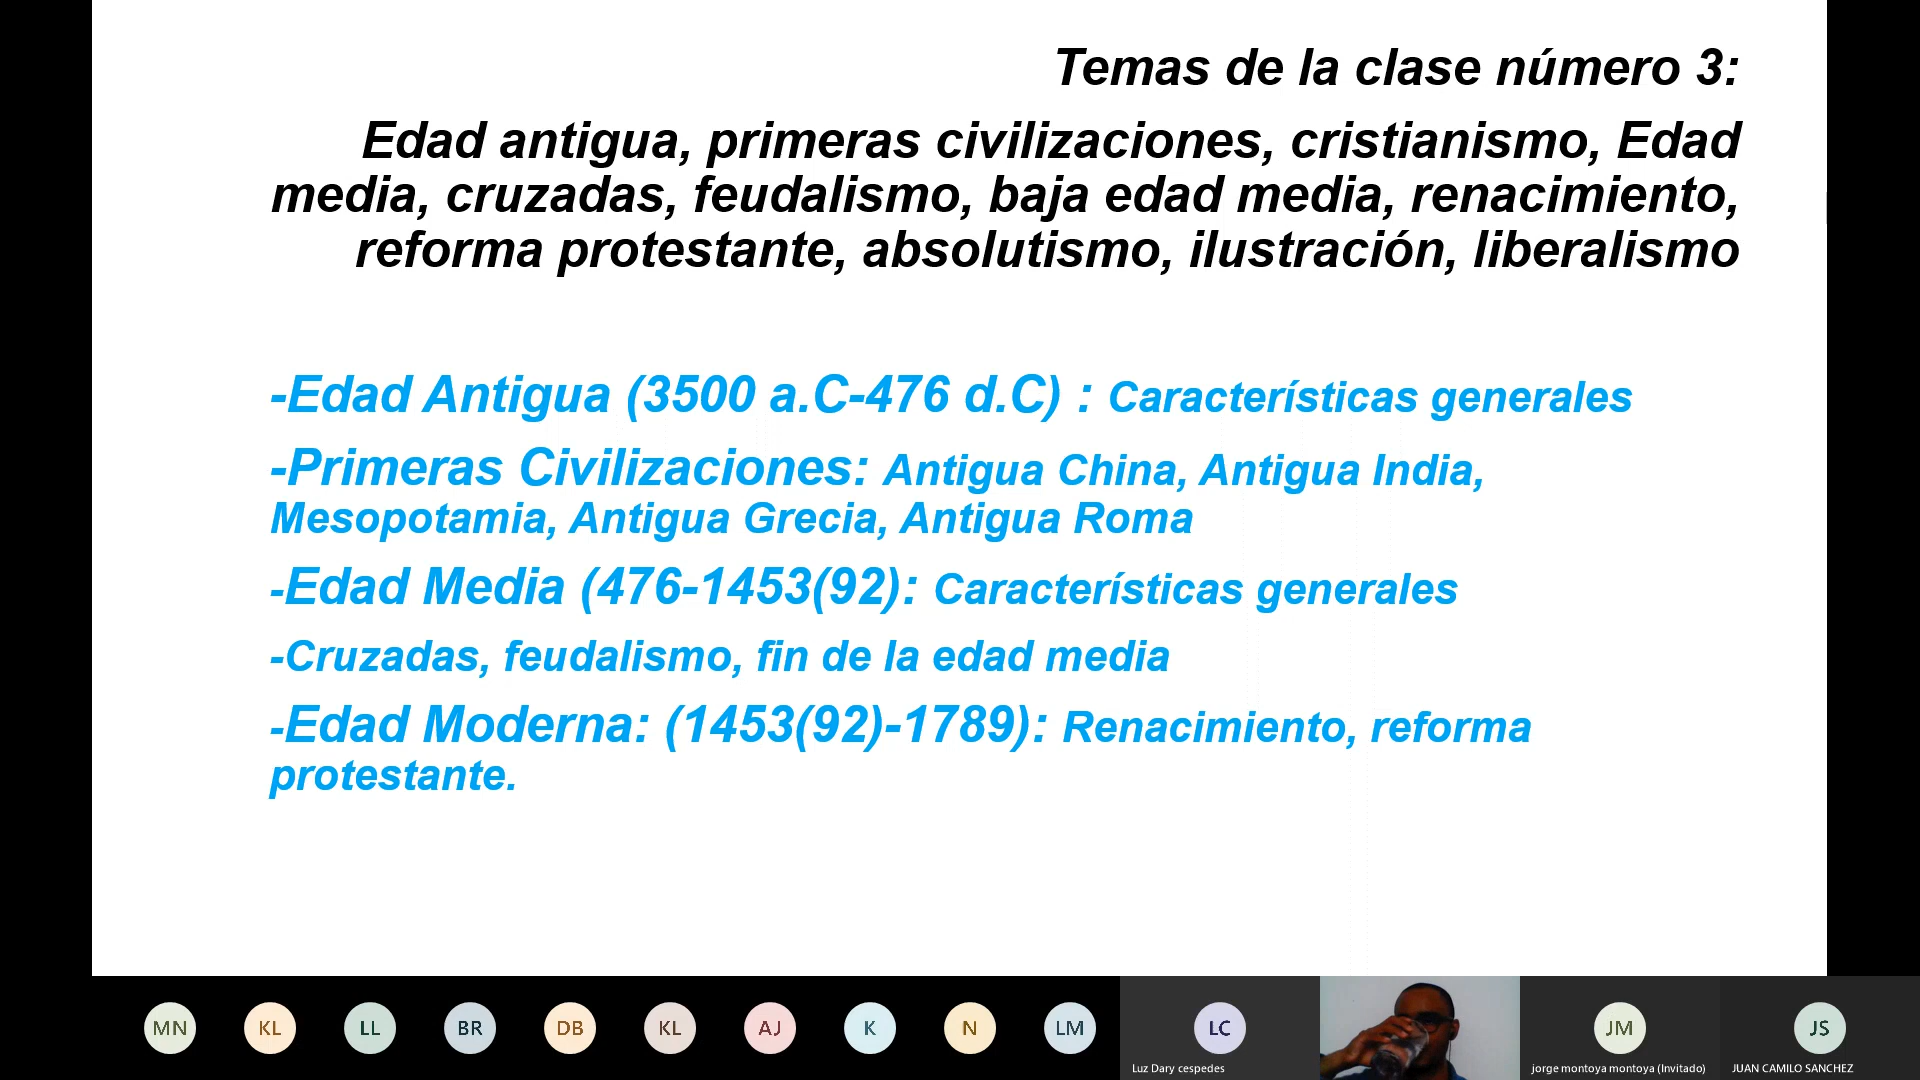 Temas de la clase número 3:
Edad antigua, primeras civilizaciones, cristianismo, Edad
media, cruzadas, feudalismo, baja edad media, renacimiento,
reforma protestante, absolutismo, ilustración, liberalismo
-Edad Antigua (3500 a.C-476 d.C) : Características generales
-Primeras Civilizaciones: Antigua China, Antigua India,
Mesopotamia, Antigua Grecia, Antigua Roma
-Edad Media (476-1453(92): Características generales
-Cruzadas, feudalismo, fin de la edad media
-Edad Moderna: (1453(92)-1789): Renacimiento, reforma
protestante.
MN KL LL BR DB KL AJ K N LM LC JM JS
Luz Dary cespedes jorge montoya montoya (Invitado) JUAN CAMILO SANCHEZ